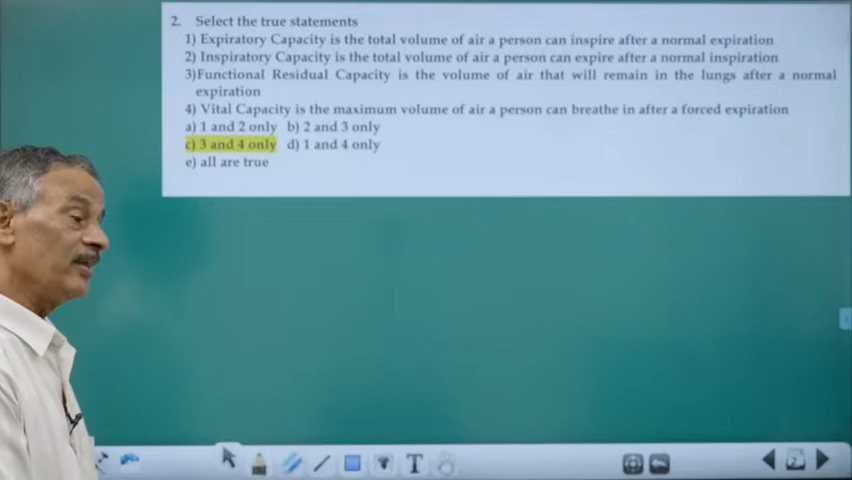 2. Select the true statements
1) Expiratory Capacity is the total volume of air a person can inspire after a normal expiration
2) Inspiratory Capacity is the total volume of air a person can expire after a normal inspiration
3)Functional Residual Capacity is the volume of air that will remain in the lungs after a normal
expiration
4) Vital Capacity is the maximum volume of air a person can breathe in after a forced expiration
a) 1 and 2 only b) 2 and 3 only
c) 3 and 4 only d) 1 and 4 only
e) all are true
T
2